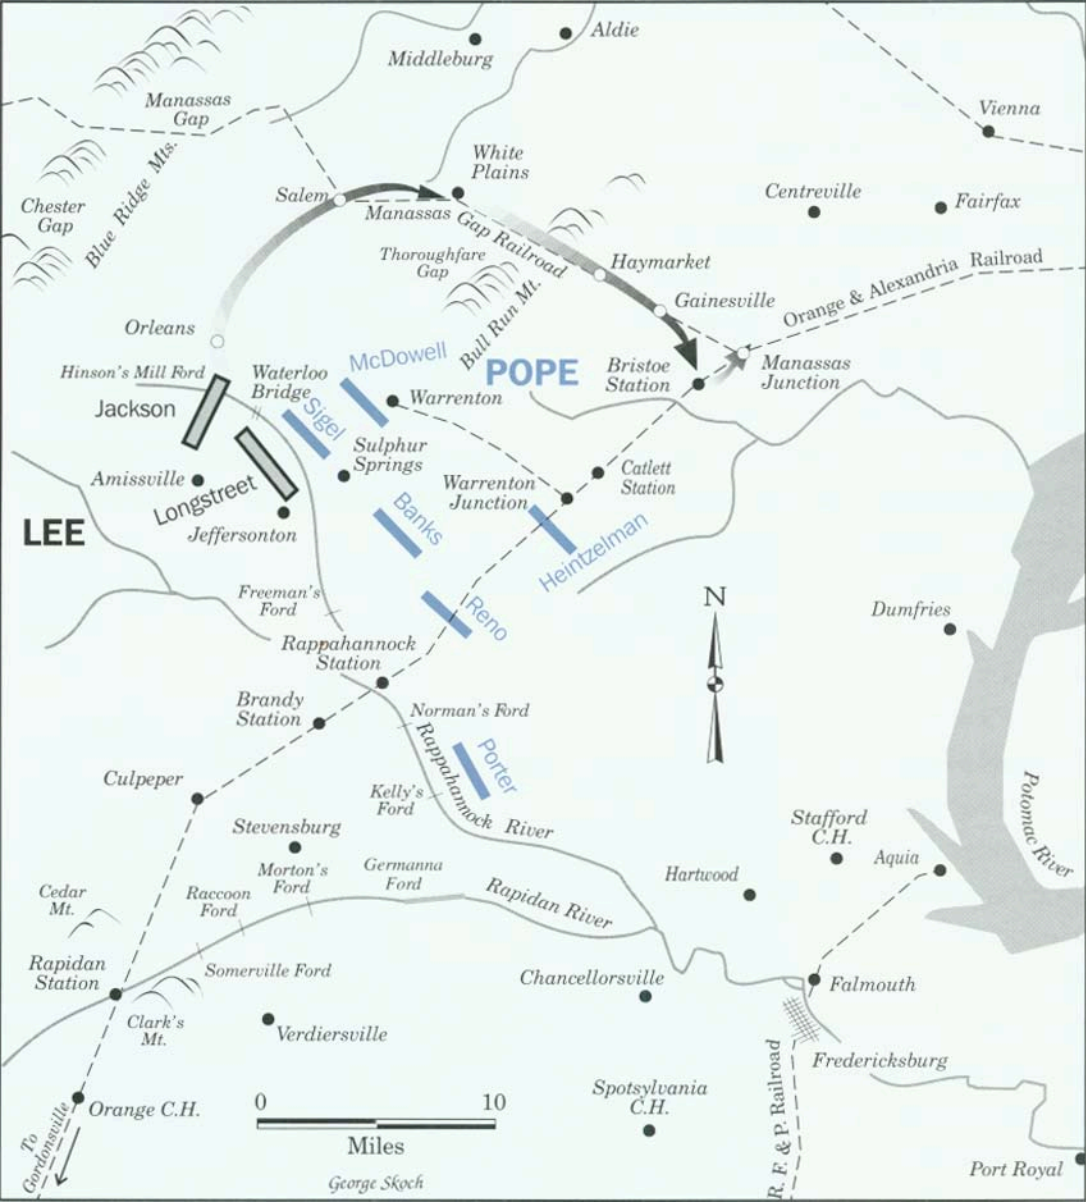 Aldie
Middleburg
Manassas
Gap
Vienna
White
Plains
Blue Ridge Mts.
Chester
Gap
Salem
Manassas Gap Railroad
Centreville
Fairfax
Thoroughfare
Gap
Haymarket
Orange & Alexandria Railroad
Bull Run Mt.
Gainesville
Orleans
McDowell
POPE
Bristoe
Station
Manassas
Junction
Hinson's Mill Ford
Waterloo
Bridge
Jackson
Sigel
Warrenton
Sulphur
Springs
Amissville
Longstreet
Warrenton
Junction
Catlett
Station
LEE
Jeffersonton
Banks
Heintzelman
Freeman's
Ford
N
Reno
Dumfries
Rappahannock
Station
Brandy
Station
Norman's Ford
Rappahannock River
Porter
Culpeper
Kelly's
Ford
Potomac River
Stevensburg
Stafford
C.H.
Morton's
Ford
Germanna
Ford
Aquia
Hartwood
Cedar
Mt.
Raccoon
Ford
Rapidan River
Rapidan
Station
Somerville Ford
Chancellorsville
Falmouth
Clark's
Mt.
Verdiersville
Fredericksburg
R. F. & P. Railroad
Orange C.H.
To
Gordonsville
0 10
Miles
Spotsylvania
C.H.
George Skoch
Port Royal